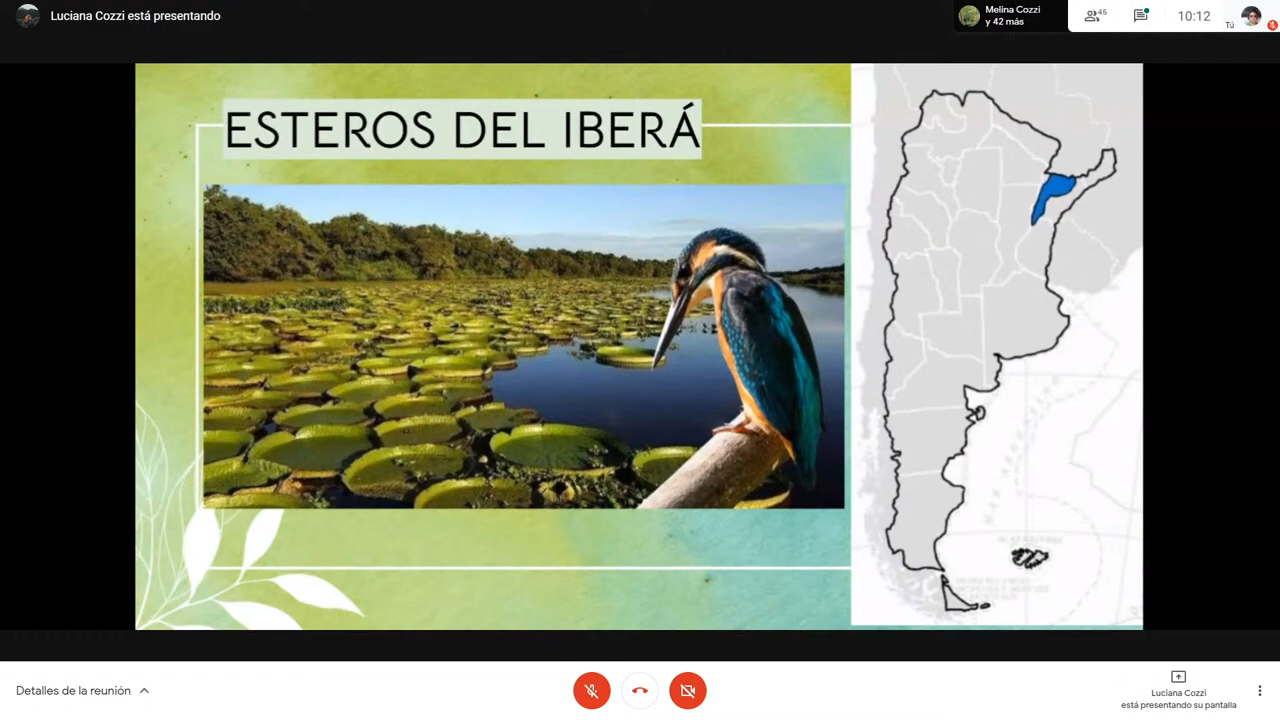 Luciana Cozzi está presentando
Melina Cozzi
y 42 más
45
10:12
Tú
ESTEROS DEL IBERÁ
Detalles de la reunión
Luciana Cozzi
está presentando su pantalla